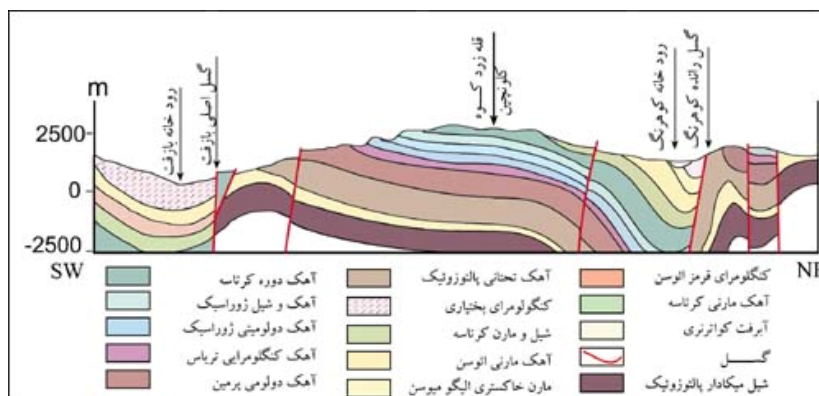 m
2500
0
-2500
SW
NE
رود خانه بازفت
گسل اصلی بازفت
قله زرد کوه
کلونچین
رود خانه کوهرنگ
گسل رانده کوهرنگ
آهک دوره کرتاسه
آهک و شیل ژوراسیک
آهک دولومیتی ژوراسیک
آهک کنگلومرایی تریاس
آهک دولومی پرمین
آهک تحتانی پالئوزوئیک
کنگولومرای بختیاری
شیل و مارن کرتاسه
آهک مارنی ائوسن
مارن خاکستری الیگو میوسن
کنگلومرای قرمز ائوسن
آهک مارنی کرتاسه
آبرفت کواترنری
گسل
شیل میکادار پالئوزوئیک